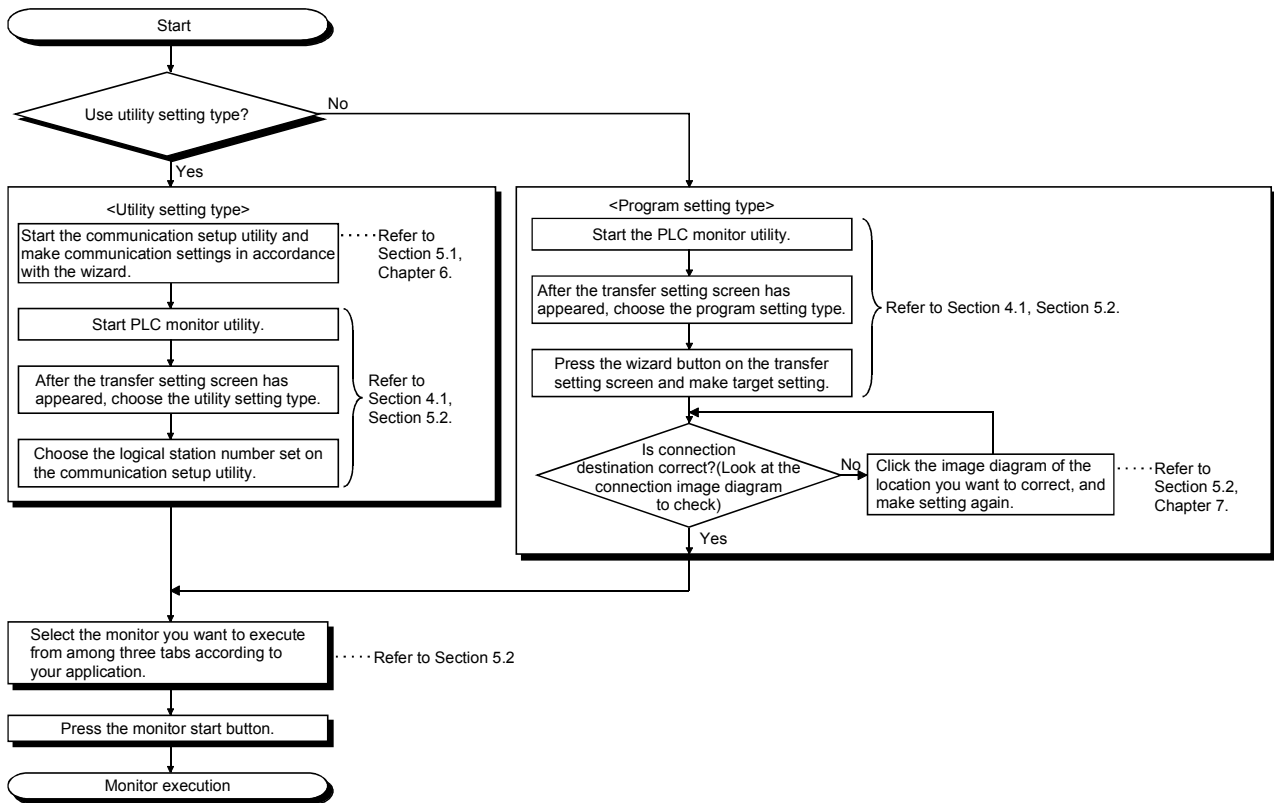 Start
Use utility setting type?
No
Yes
<Utility setting type>
Start the communication setup utility and
make communication settings in accordance
with the wizard.
Refer to
Section 5.1,
Chapter 6.
Start PLC monitor utility.
After the transfer setting screen has
appeared, choose the utility setting type.
Choose the logical station number set on
the communication setup utility.
Refer to
Section 4.1,
Section 5.2.
<Program setting type>
Start the PLC monitor utility.
After the transfer setting screen has
appeared, choose the program setting type.
Press the wizard button on the transfer
setting screen and make target setting.
Refer to Section 4.1, Section 5.2.
Is connection
destination correct?(Look at the
connection image diagram
to check)
No
Click the image diagram of the
location you want to correct, and
make setting again.
Refer to
Section 5.2,
Chapter 7.
Yes
Select the monitor you want to execute
from among three tabs according to
your application.
Refer to Section 5.2
Press the monitor start button.
Monitor execution